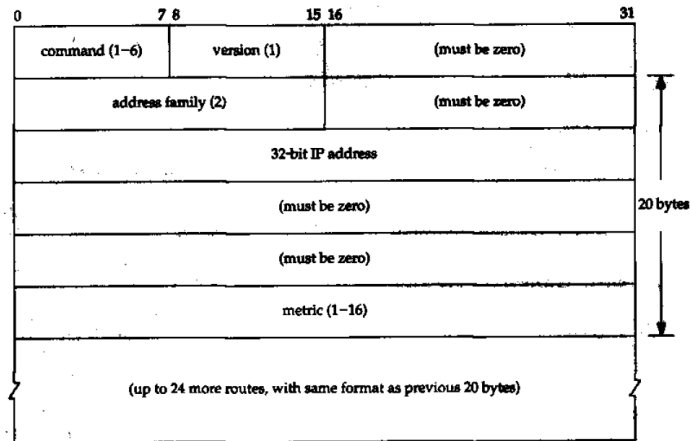 0 7 8 15 16 31
command (1-6) version (1) (must be zero)
address family (2) (must be zero)
32-bit IP address
(must be zero)
20 bytes
(must be zero)
metric (1-16)
(up to 24 more routes, with same format as previous 20 bytes)